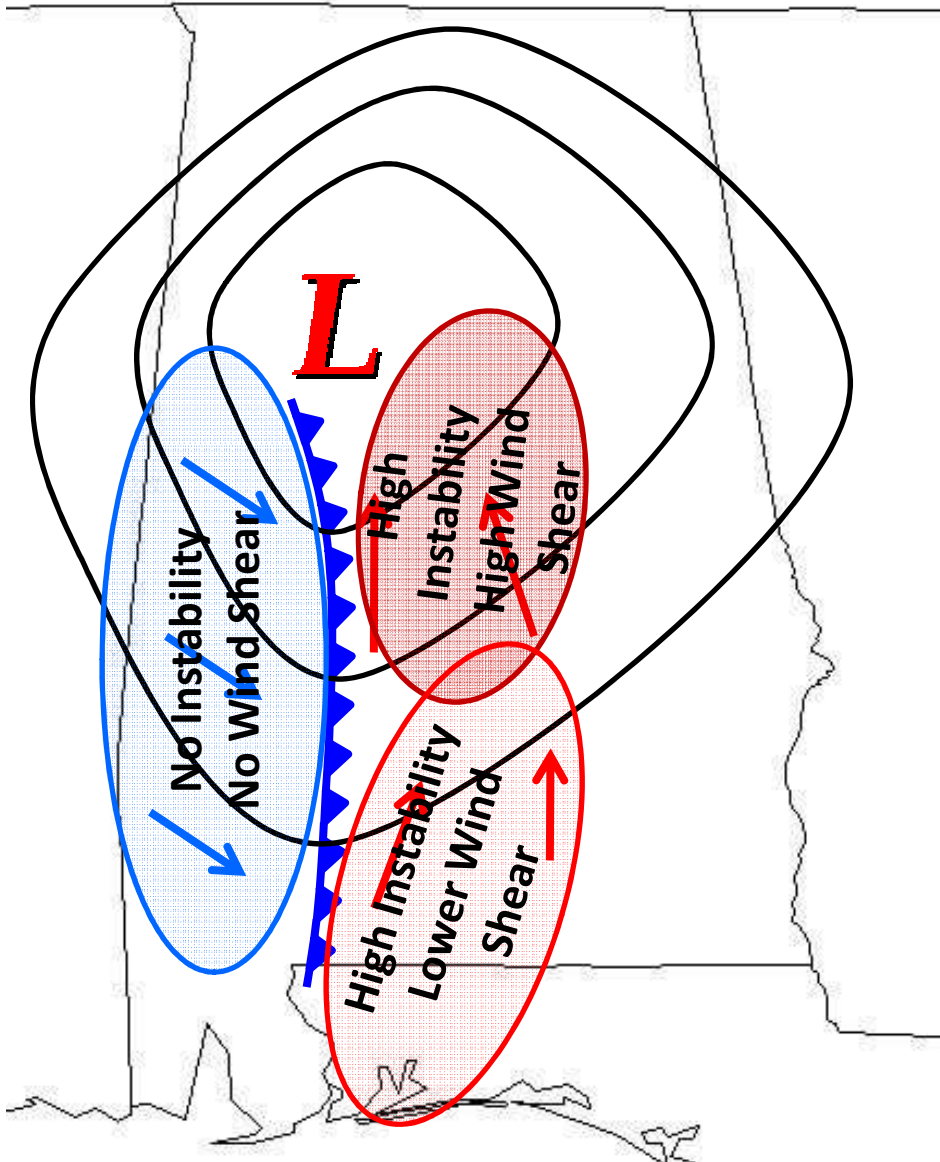 L
No Instability
No Wind Shear
High
Instability
High Wind
Shear
High Instability
Lower Wind
Shear